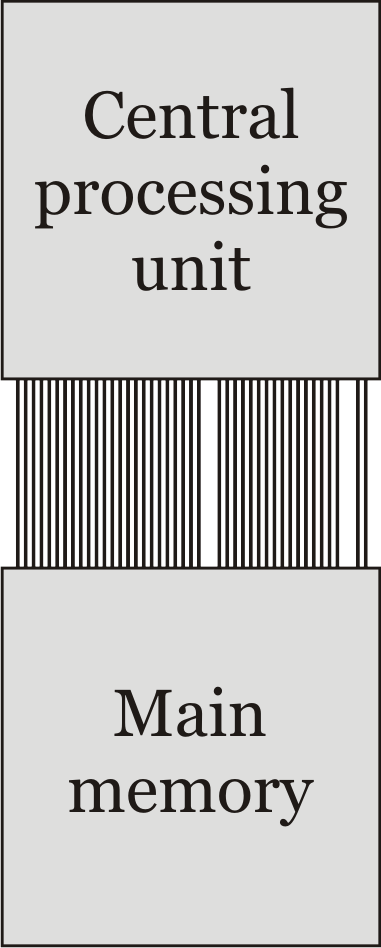 Central
processing
unit
Main
memory